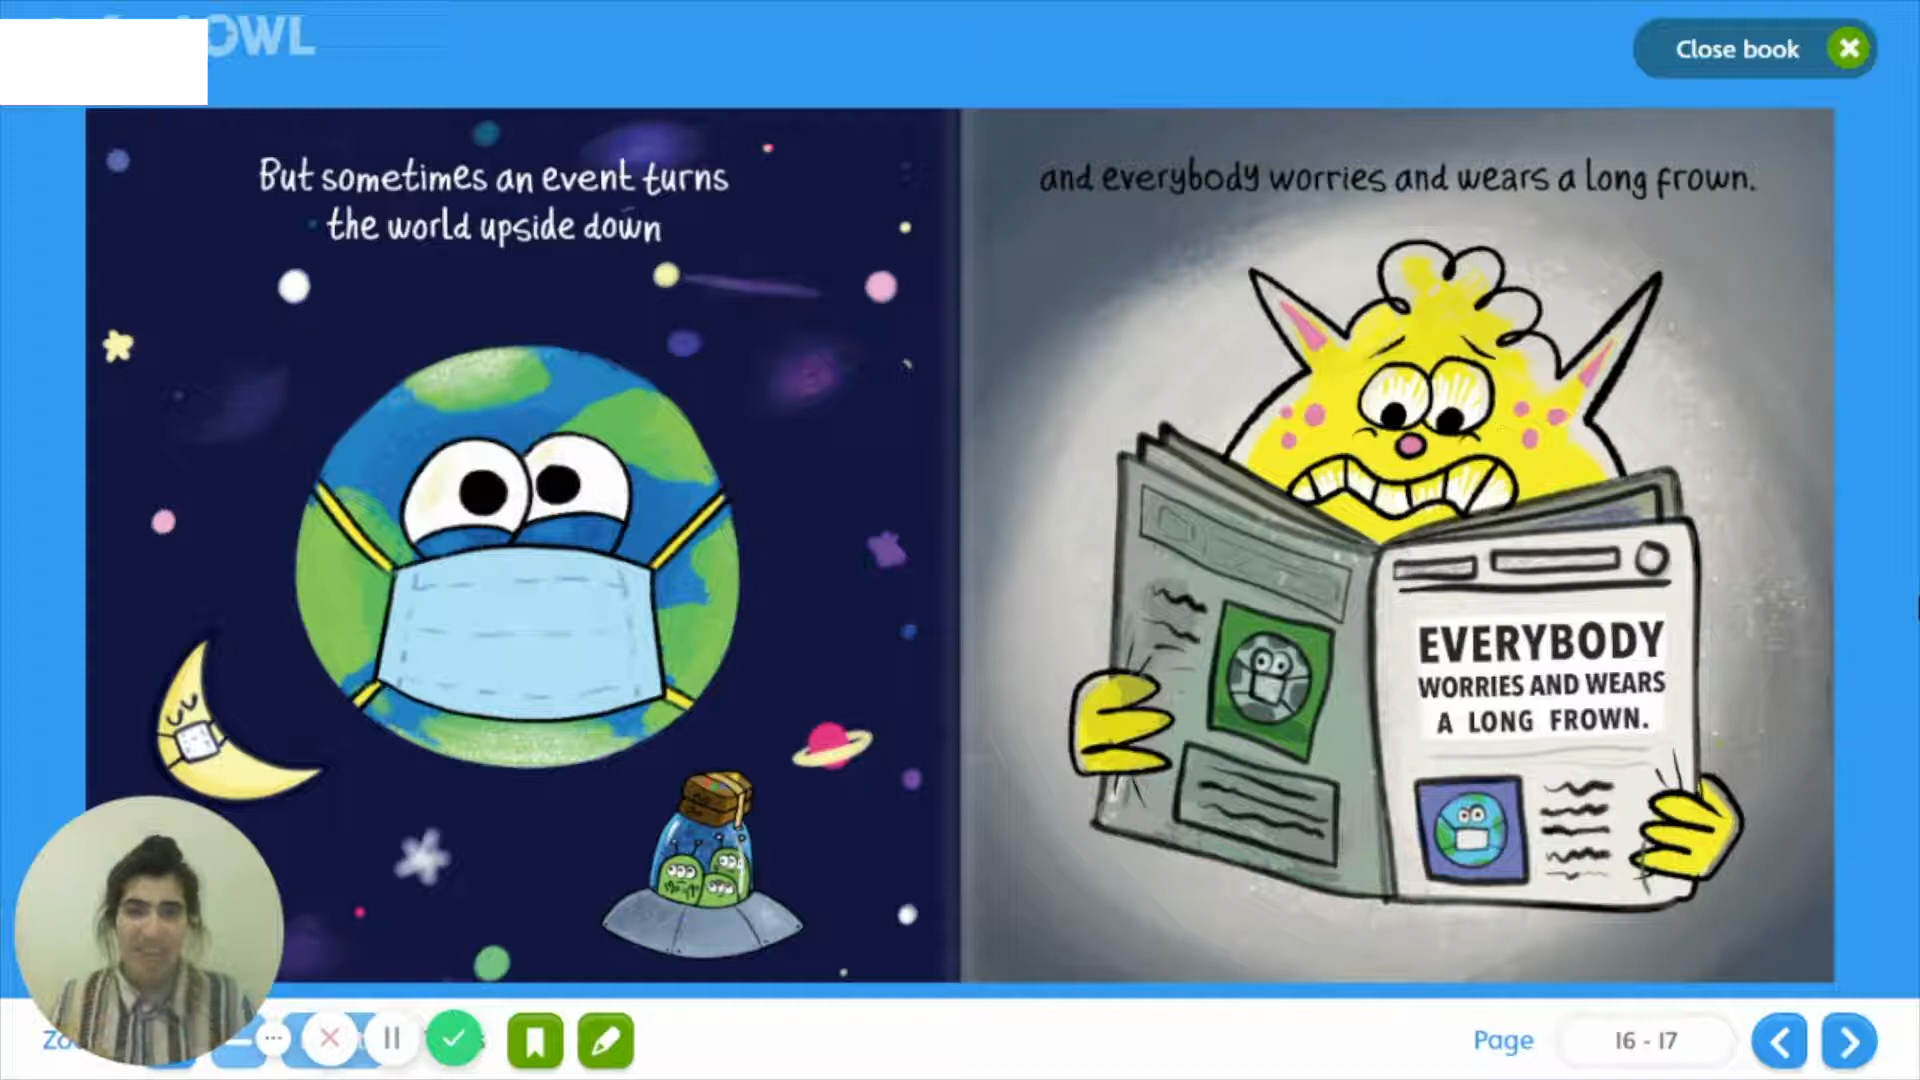 OWL
Close book
But sometimes an event turns
the world upside down
and everybody worries and wears a long frown.
EVERYBODY
WORRIES AND WEARS
A LONG FROWN.
Page
16 - 17